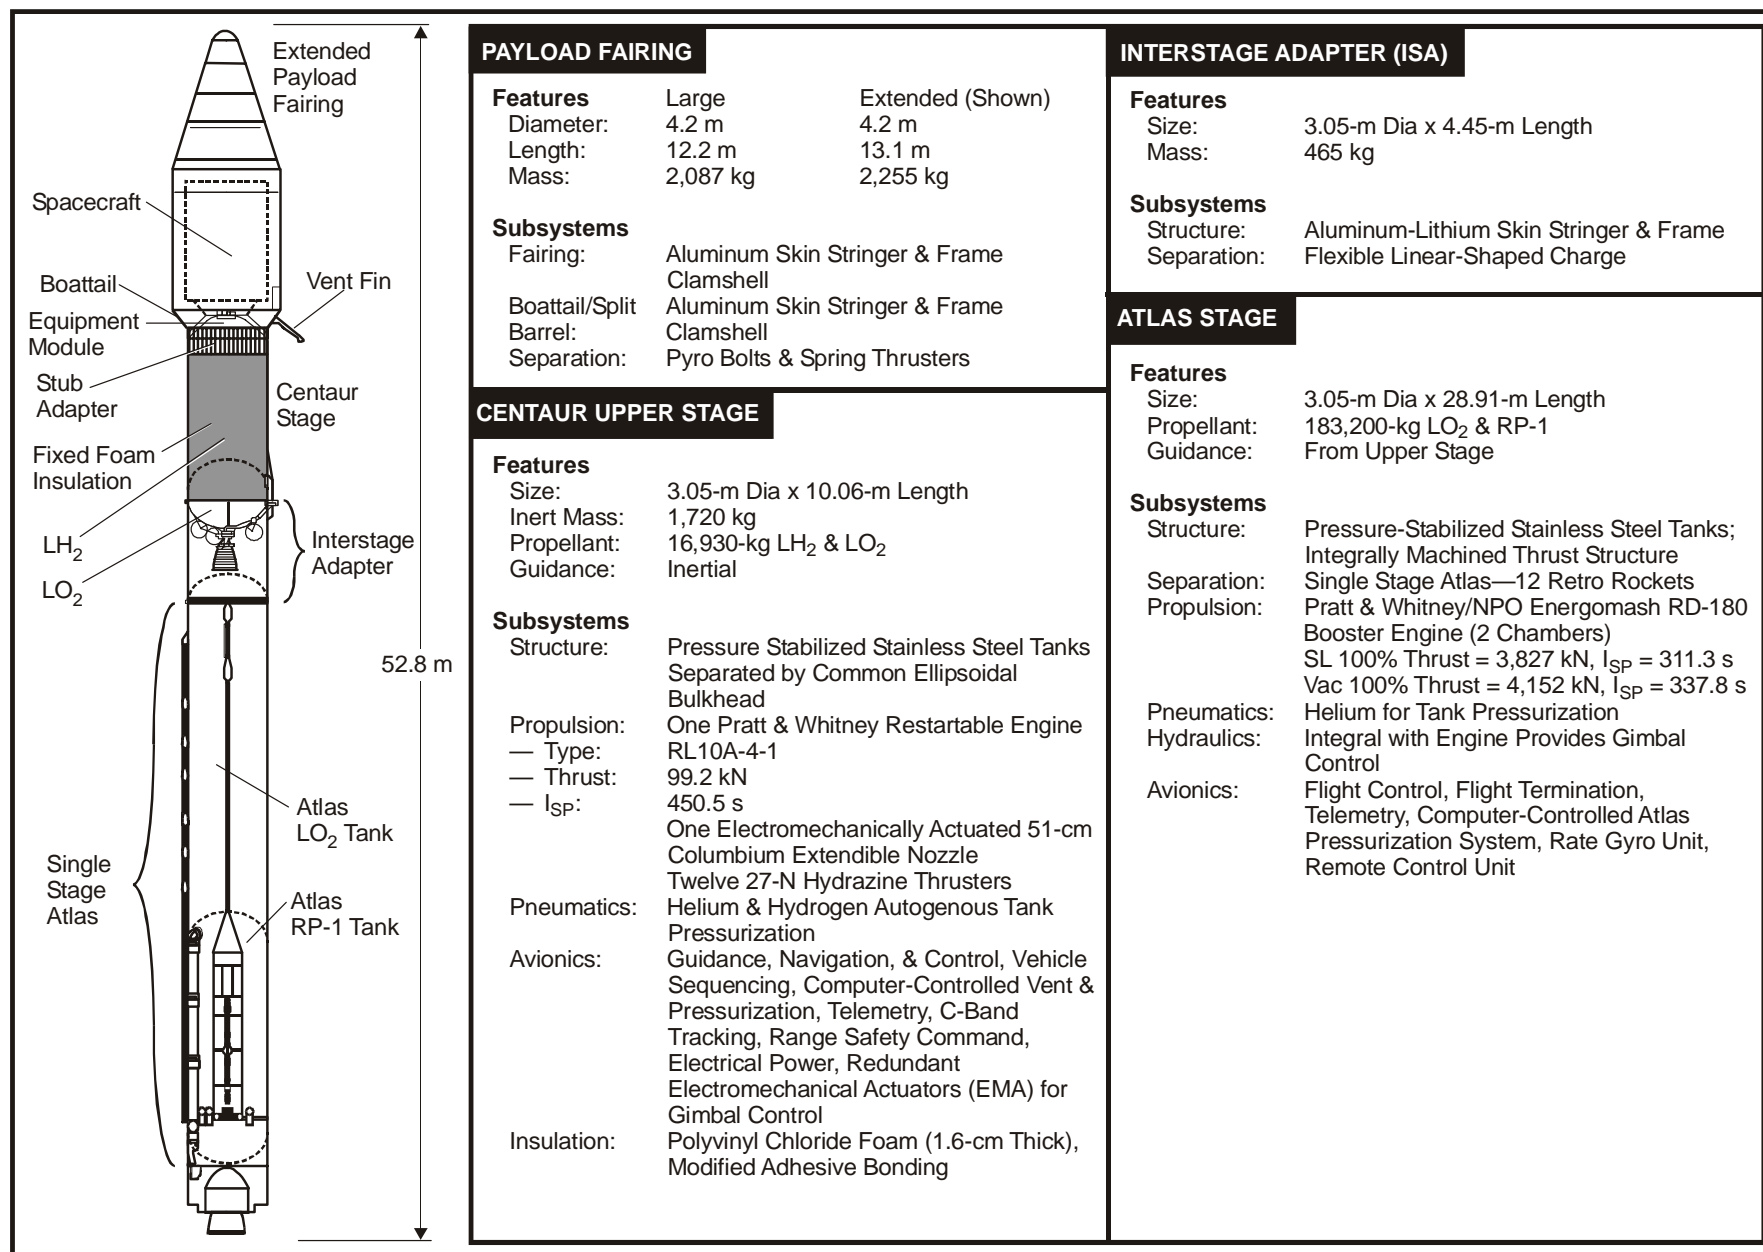 Extended
Payload
Fairing
Spacecraft
Boattail
Vent Fin
Equipment
Module
Stub
Adapter
Centaur
Stage
Fixed Foam
Insulation
LH2
LO2
Interstage
Adapter
52.8 m
Atlas
LO2 Tank
Single
Stage
Atlas
Atlas
RP-1 Tank
PAYLOAD FAIRING
Features Large Extended (Shown)
Diameter: 4.2 m 4.2 m
Length: 12.2 m 13.1 m
Mass: 2,087 kg 2,255 kg
Subsystems
Fairing: Aluminum Skin Stringer & Frame
Clamshell
Boattail/Split Aluminum Skin Stringer & Frame
Barrel: Clamshell
Separation: Pyro Bolts & Spring Thrusters
CENTAUR UPPER STAGE
Features
Size: 3.05-m Dia x 10.06-m Length
Inert Mass: 1,720 kg
Propellant: 16,930-kg LH2 & LO2
Guidance: Inertial
Subsystems
Structure: Pressure Stabilized Stainless Steel Tanks
Separated by Common Ellipsoidal
Bulkhead
Propulsion: One Pratt & Whitney Restartable Engine
— Type: RL10A-4-1
— Thrust: 99.2 kN
— ISP: 450.5 s
One Electromechanically Actuated 51-cm
Columbium Extendible Nozzle
Twelve 27-N Hydrazine Thrusters
Pneumatics: Helium & Hydrogen Autogenous Tank
Pressurization
Avionics: Guidance, Navigation, & Control, Vehicle
Sequencing, Computer-Controlled Vent &
Pressurization, Telemetry, C-Band
Tracking, Range Safety Command,
Electrical Power, Redundant
Electromechanical Actuators (EMA) for
Gimbal Control
Insulation: Polyvinyl Chloride Foam (1.6-cm Thick),
Modified Adhesive Bonding
INTERSTAGE ADAPTER (ISA)
Features
Size: 3.05-m Dia x 4.45-m Length
Mass: 465 kg
Subsystems
Structure: Aluminum-Lithium Skin Stringer & Frame
Separation: Flexible Linear-Shaped Charge
ATLAS STAGE
Features
Size: 3.05-m Dia x 28.91-m Length
Propellant: 183,200-kg LO2 & RP-1
Guidance: From Upper Stage
Subsystems
Structure: Pressure-Stabilized Stainless Steel Tanks;
Integrally Machined Thrust Structure
Separation: Single Stage Atlas—12 Retro Rockets
Propulsion: Pratt & Whitney/NPO Energomash RD-180
Booster Engine (2 Chambers)
SL 100% Thrust = 3,827 kN, ISP = 311.3 s
Vac 100% Thrust = 4,152 kN, ISP = 337.8 s
Pneumatics: Helium for Tank Pressurization
Hydraulics: Integral with Engine Provides Gimbal
Control
Avionics: Flight Control, Flight Termination,
Telemetry, Computer-Controlled Atlas
Pressurization System, Rate Gyro Unit,
Remote Control Unit